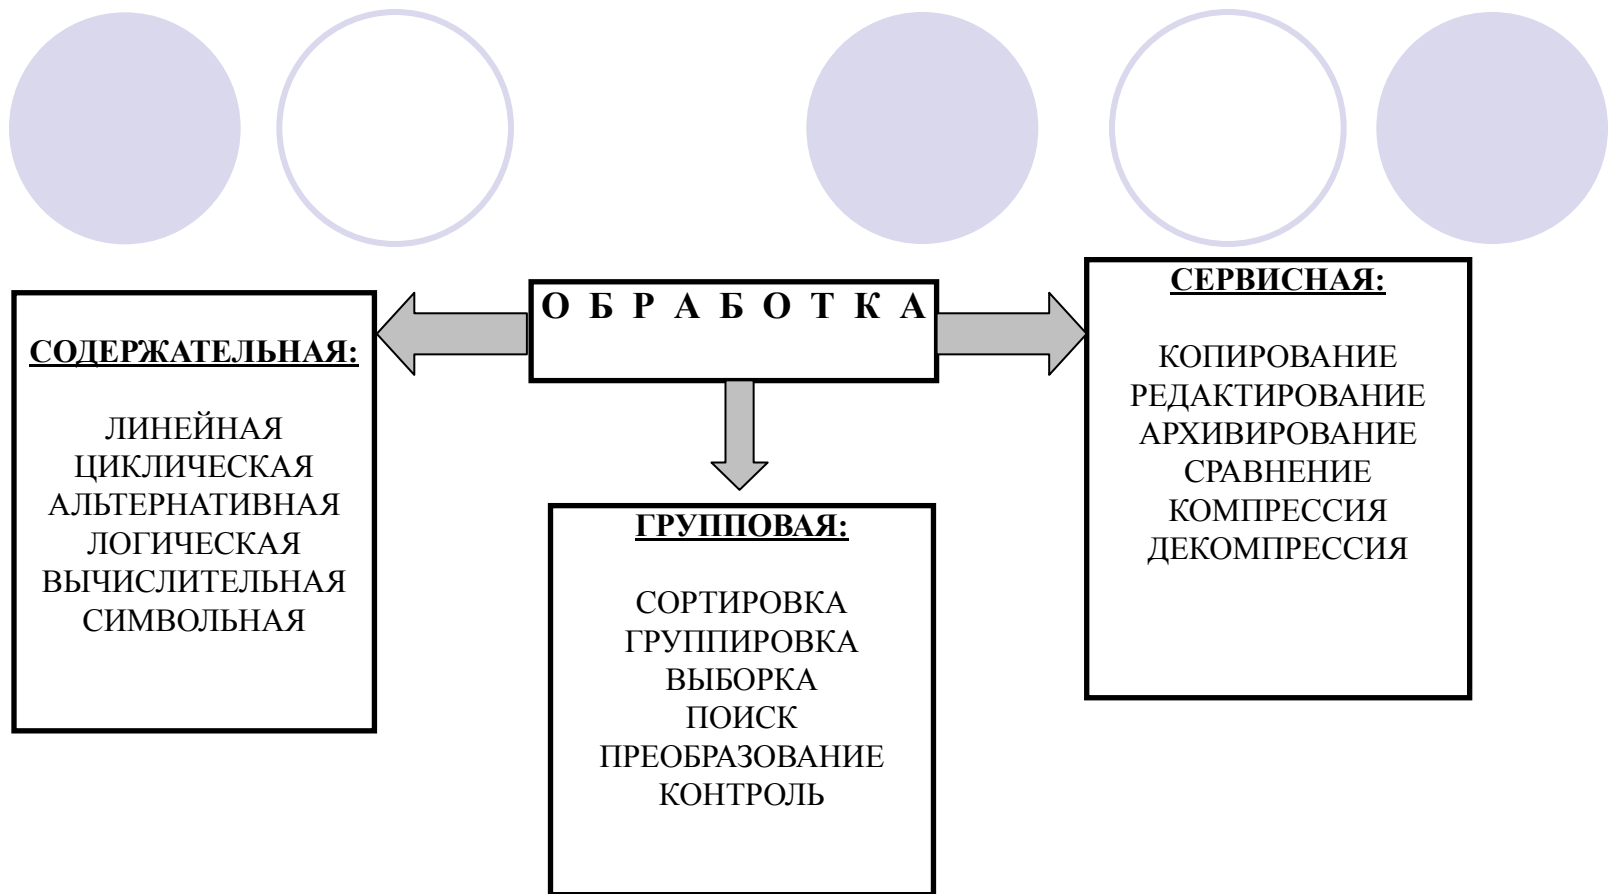 О Б Р А Б О Т К А
СОДЕРЖАТЕЛЬНАЯ:
ЛИНЕЙНАЯ
ЦИКЛИЧЕСКАЯ
АЛЬТЕРНАТИВНАЯ
ЛОГИЧЕСКАЯ
ВЫЧИСЛИТЕЛЬНАЯ
СИМВОЛЬНАЯ
ГРУППОВАЯ:
СОРТИРОВКА
ГРУППИРОВКА
ВЫБОРКА
ПОИСК
ПРЕОБРАЗОВАНИЕ
КОНТРОЛЬ
СЕРВИСНАЯ:
КОПИРОВАНИЕ
РЕДАКТИРОВАНИЕ
АРХИВИРОВАНИЕ
СРАВНЕНИЕ
КОМПРЕССИЯ
ДЕКОМПРЕССИЯ